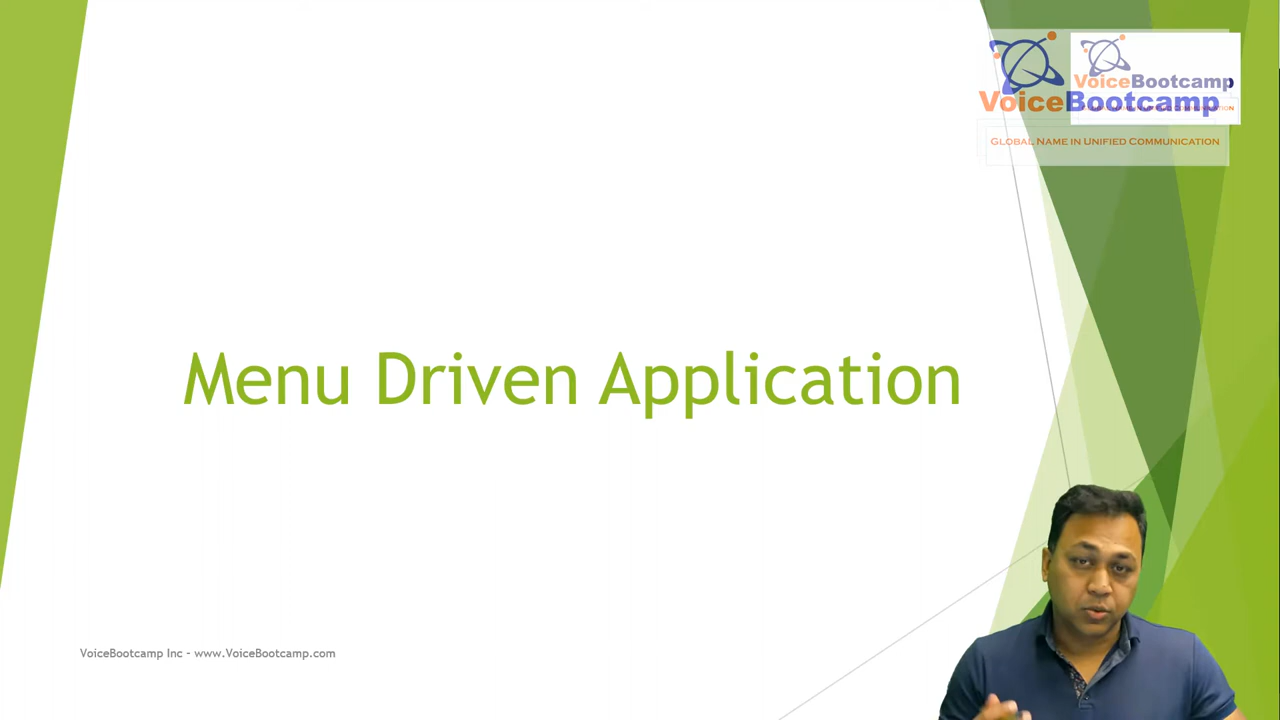 VoiceBootcamp
VoiceBootcamp
GLOBAL NAME IN UNIFIED COMMUNICATION
Menu Driven Application
VoiceBootcamp Inc - www.VoiceBootcamp.com